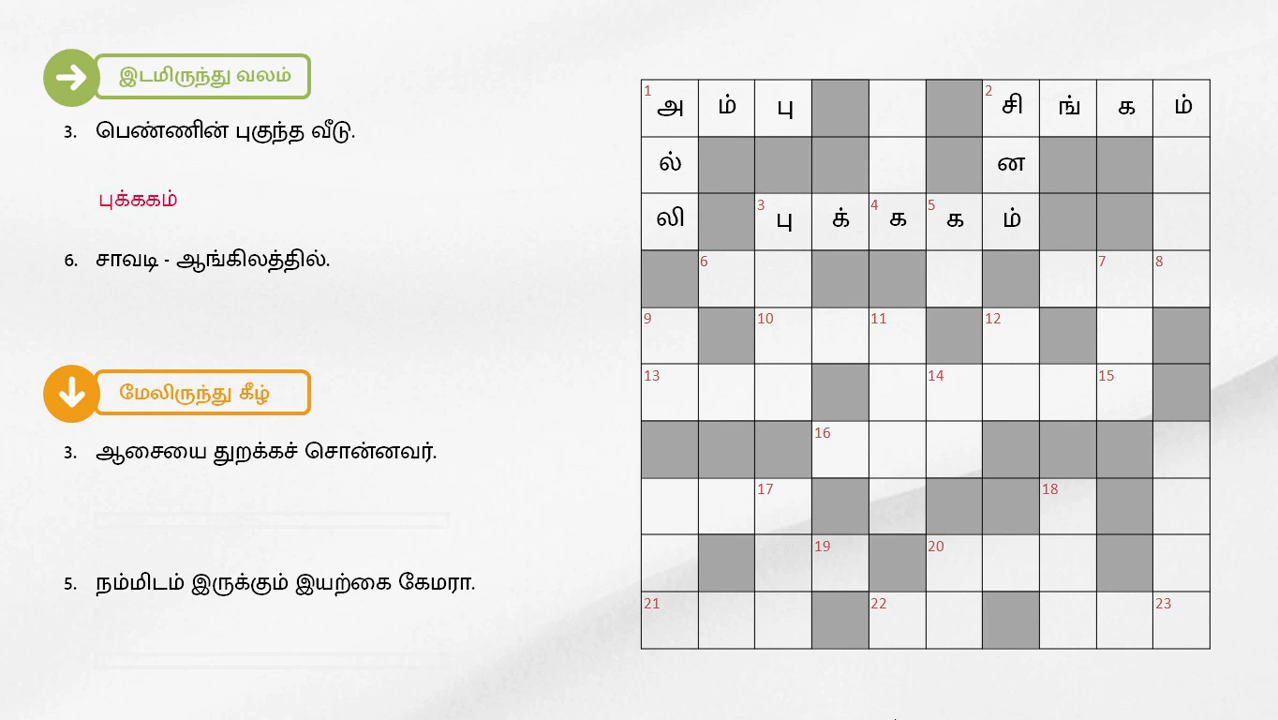 இடமிருந்து வலம்
3. பெண்ணின் புகுந்த வீடு.
புக்ககம்
6. சாவடி - ஆங்கிலத்தில்.
மேலிருந்து கீழ்
3. ஆசையை துறக்கச் சொன்னவர்.
5. நம்மிடம் இருக்கும் இயற்கை கேமரா.
1 அ ம் பு 2 சி ங் க ம்
ல் ன
லி 3 பு க் 4 க 5 க ம்
6 7 8
9 10 11 12
13 14 15
16
17 18
19 20
21 22 23